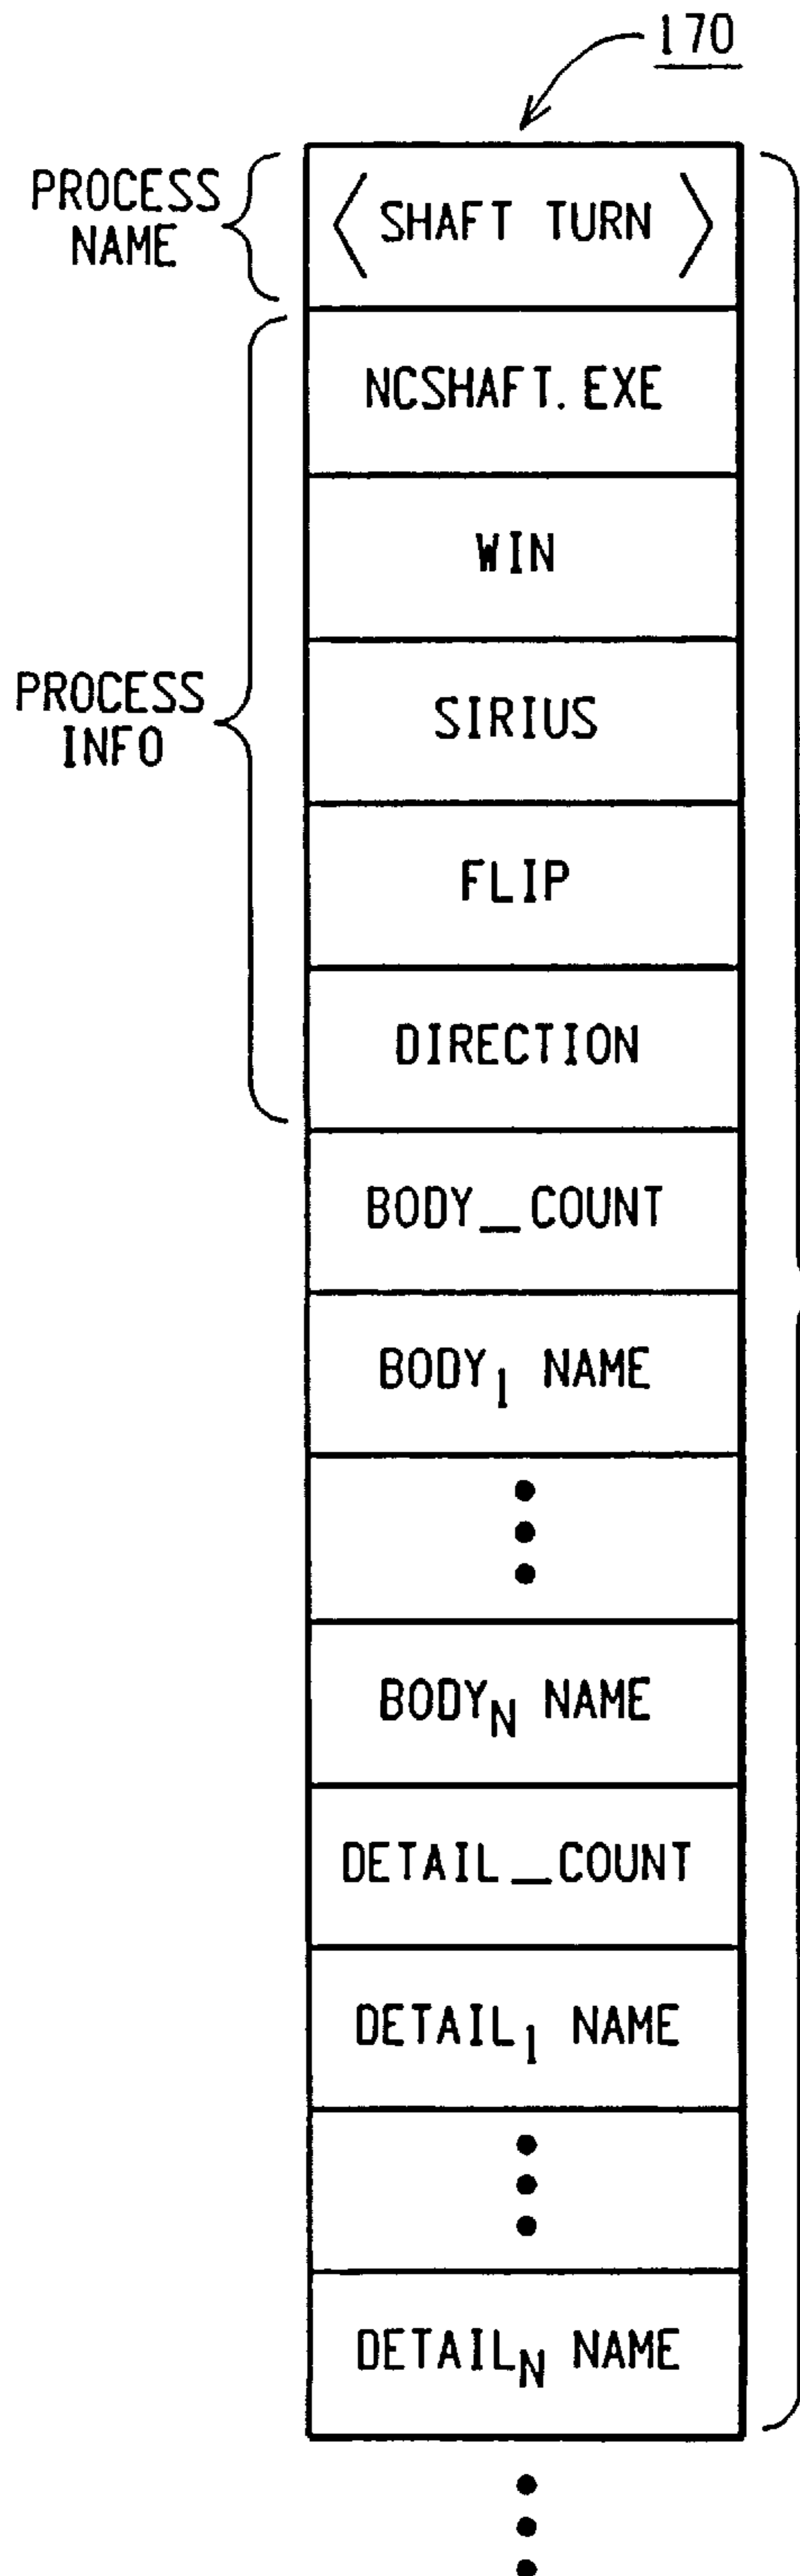 170
PROCESS
NAME
〈 SHAFT TURN 〉
NCSHAFT. EXE
WIN
PROCESS
INFO
SIRIUS
FLIP
DIRECTION
BODY_COUNT
BODY1 NAME
BODYN NAME
DETAIL_COUNT
DETAIL1 NAME
DETAILN NAME